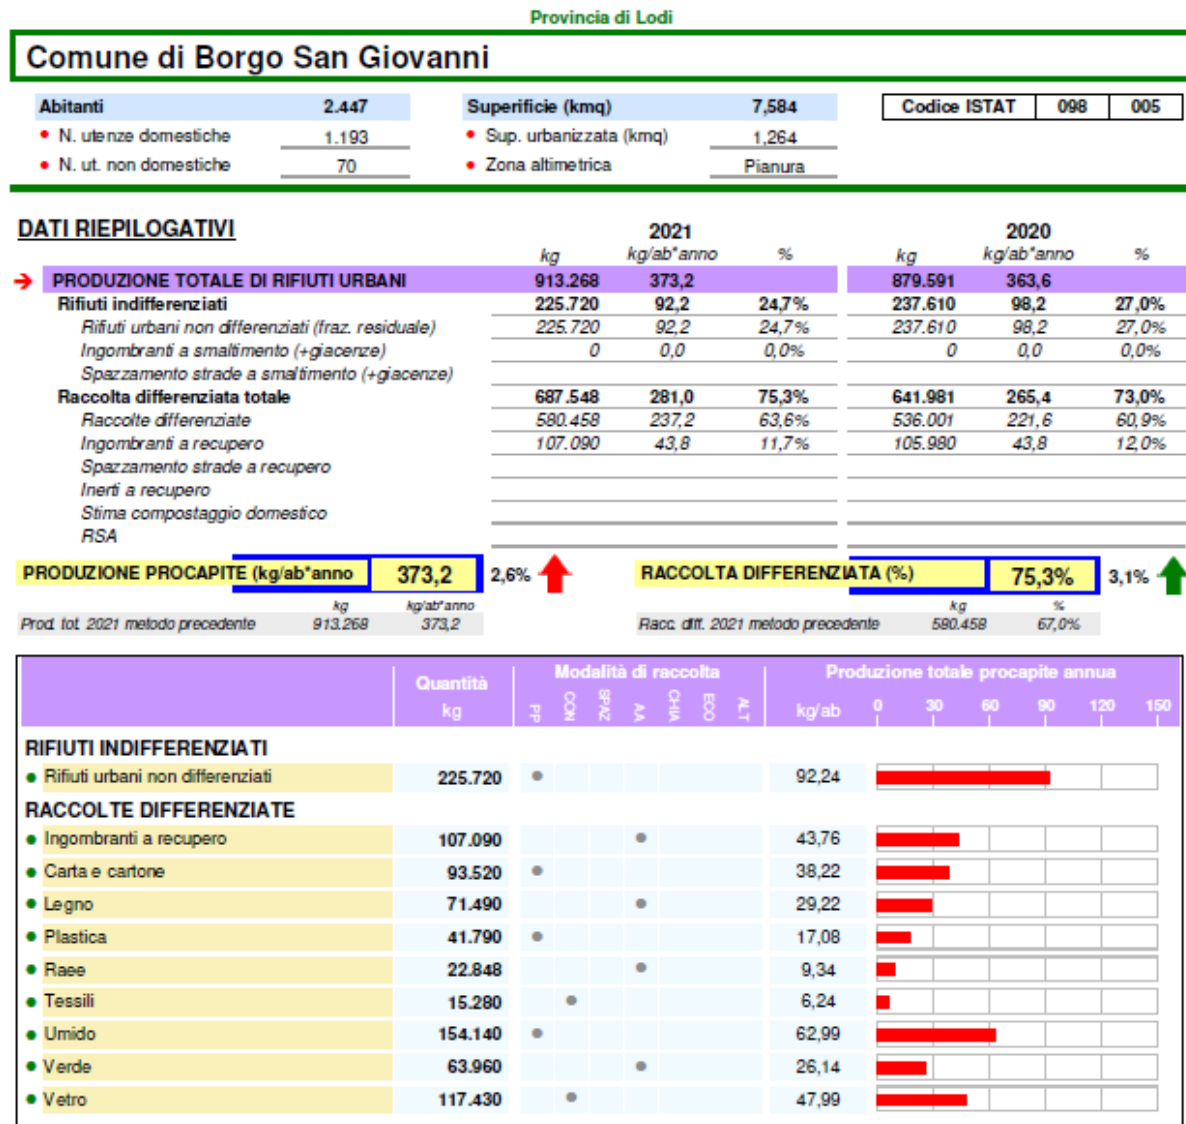 Provincia di Lodi
Comune di Borgo San Giovanni
Abitanti 2.447 Superificie (kmq) 7,584 Codice ISTAT 098 005
N. utenze domestiche 1.193 Sup. urbanizzata (kmq) 1,264
N. ut. non domestiche 70 Zona altimetrica Pianura
DATI RIEPILOGATIVI 2021 2020
kg kg/ab*anno % kg kg/ab*anno %
PRODUZIONE TOTALE DI RIFIUTI URBANI 913.268 373,2 879.591 363,6
Rifiuti indifferenziati 225.720 92,2 24,7% 237.610 98,2 27,0%
Rifiuti urbani non differenziati (fraz. residuale) 225.720 92,2 24,7% 237.610 98,2 27,0%
Ingombranti a smaltimento (+giacenze) 0 0,0 0,0% 0 0,0 0,0%
Spazzamento strade a smaltimento (+giacenze)
Raccolta differenziata totale 687.548 281,0 75,3% 641.981 265,4 73,0%
Raccolte differenziate 580.458 237,2 63,6% 536.001 221,6 60,9%
Ingombranti a recupero 107.090 43,8 11,7% 105.980 43,8 12,0%
Spazzamento strade a recupero
Inerti a recupero
Stima compostaggio domestico
RSA
PRODUZIONE PROCAPITE (kg/ab*anno 373,2 2,6% RACCOLTA DIFFERENZIATA (%) 75,3% 3,1%
kg kg/ab*anno kg %
Prod. tot. 2021 metodo precedente 913.268 373,2 Racc. diff. 2021 metodo precedente 580.458 67,0%
Quantità Modalità di raccolta Produzione totale procapite annua
kg PP CON SPAZ AA CHIA ECO ALT kg/ab 0 30 60 90 120 150
RIFIUTI INDIFFERENZIATI
Rifiuti urbani non differenziati 225.720 92,24
RACCOLTE DIFFERENZIATE
Ingombranti a recupero 107.090 43,76
Carta e cartone 93.520 38,22
Legno 71.490 29,22
Plastica 41.790 17,08
Raee 22.848 9,34
Tessili 15.280 6,24
Umido 154.140 62,99
Verde 63.960 26,14
Vetro 117.430 47,99